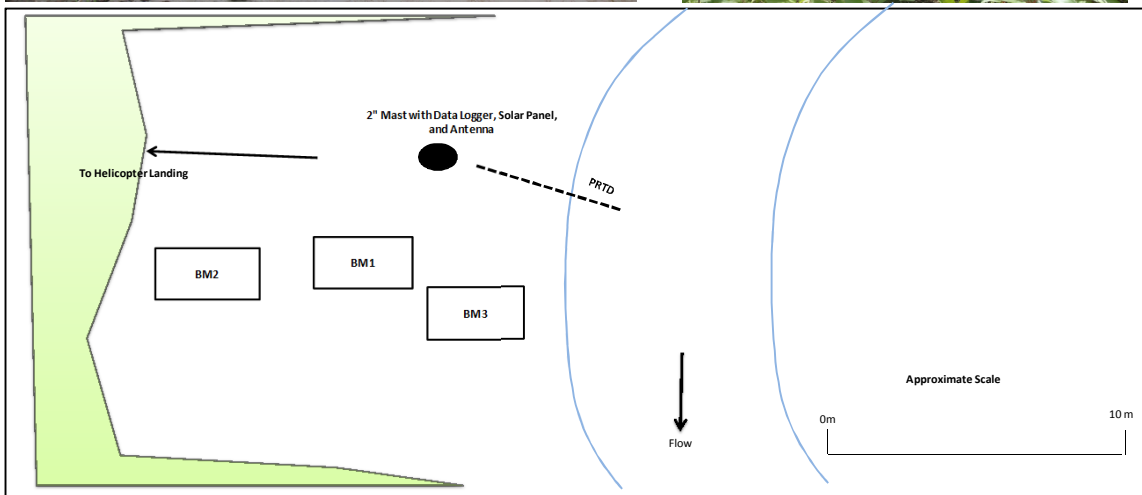 2" Mast with Data Logger, Solar Panel,
and Antenna
To Helicopter Landing
PRTD
BM2
BM1
BM3
Flow
Approximate Scale
0m
10 m